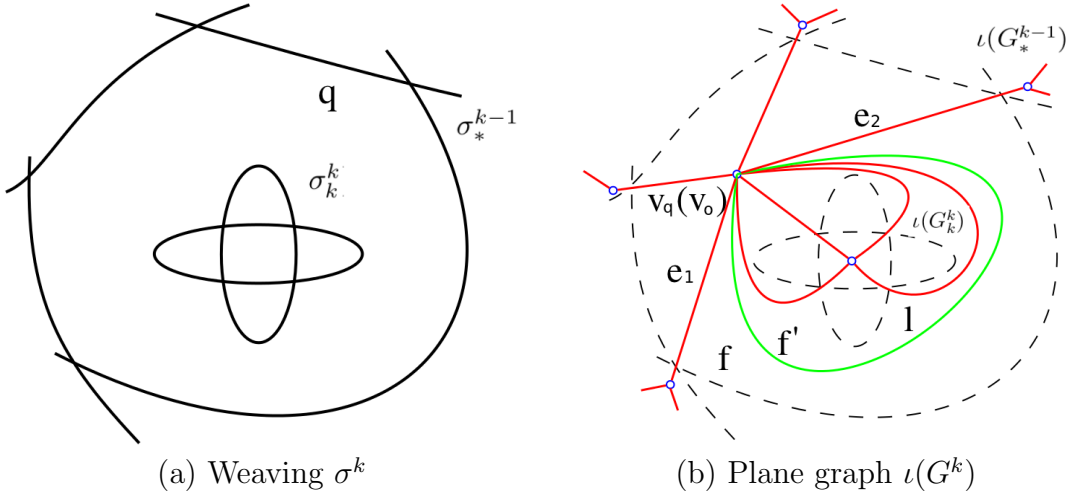 q
σ_*^{k-1}
σ_k^k
ι(G_*^{k-1})
e₂
v_q(v_o)
ι(G_k^k)
e₁
l
f'
f
(a) Weaving σ^k
(b) Plane graph ι(G^k)